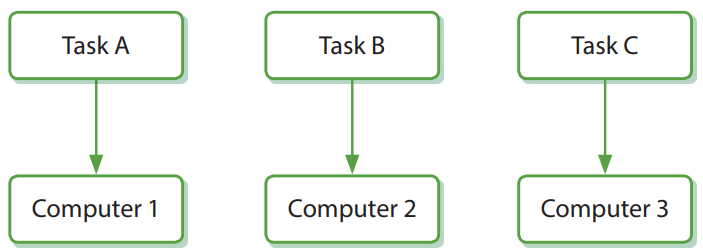 Task A
Task B
Task C
Computer 1
Computer 2
Computer 3